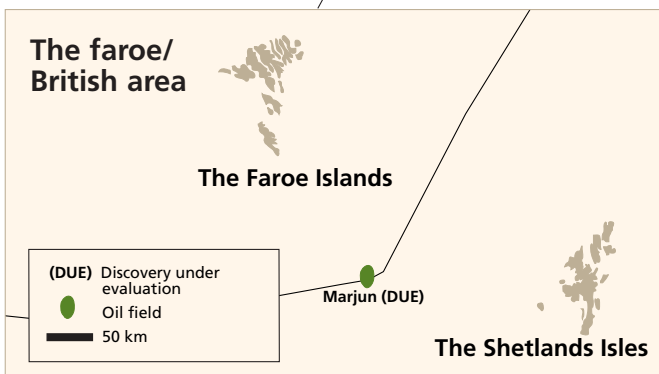 The faroe/
British area
The Faroe Islands
(DUE) Discovery under
evaluation
Oil field
50 km
Marjun (DUE)
The Shetlands Isles